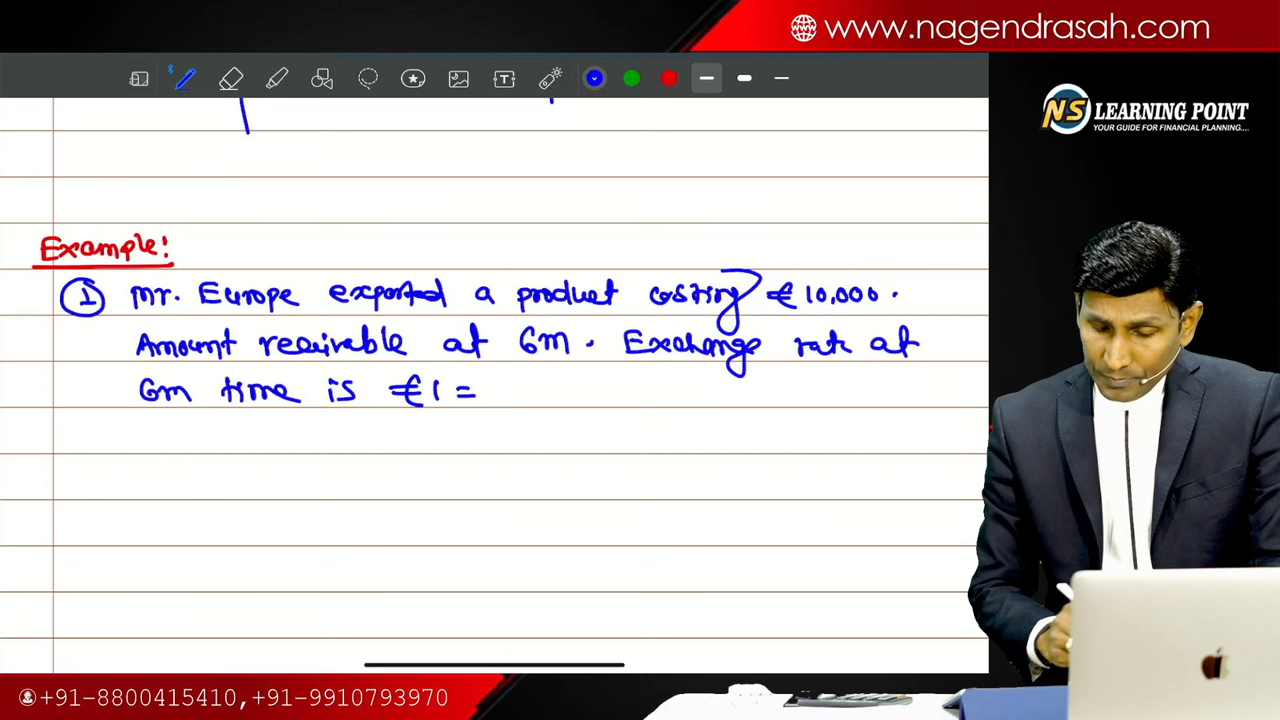 www.nagendrasah.com
NS LEARNING POINT
YOUR GUIDE FOR FINANCIAL PLANNING....
Example:
① Mr. Europe exported a product costing €10,000.
Amount receivable at 6m. Exchange rate at
6m time is €1 =
+91-8800415410,+91-9910793970